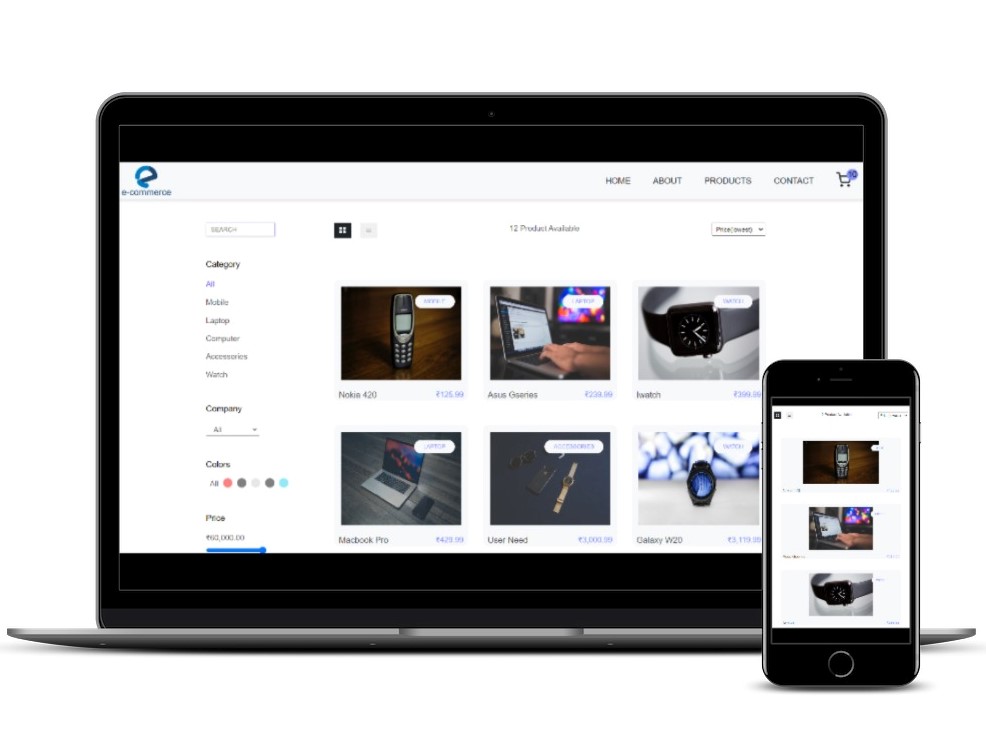 e-commerce
HOME ABOUT PRODUCTS CONTACT 10
SEARCH
12 Product Available
Price(lowest)
Category
All
Mobile
Laptop
Computer
Accessories
Watch
Company
All
Colors
All
Price
₹60,000.00
LAPTOP
WATCH
Nokia 420 ₹125.99
Asus Gseries ₹239.99
Iwatch ₹399.99
LAPTOP
ACCESSORIES
WATCH
Macbook Pro ₹429.99
User Need ₹3,000.99
Galaxy W20 ₹3,119.99